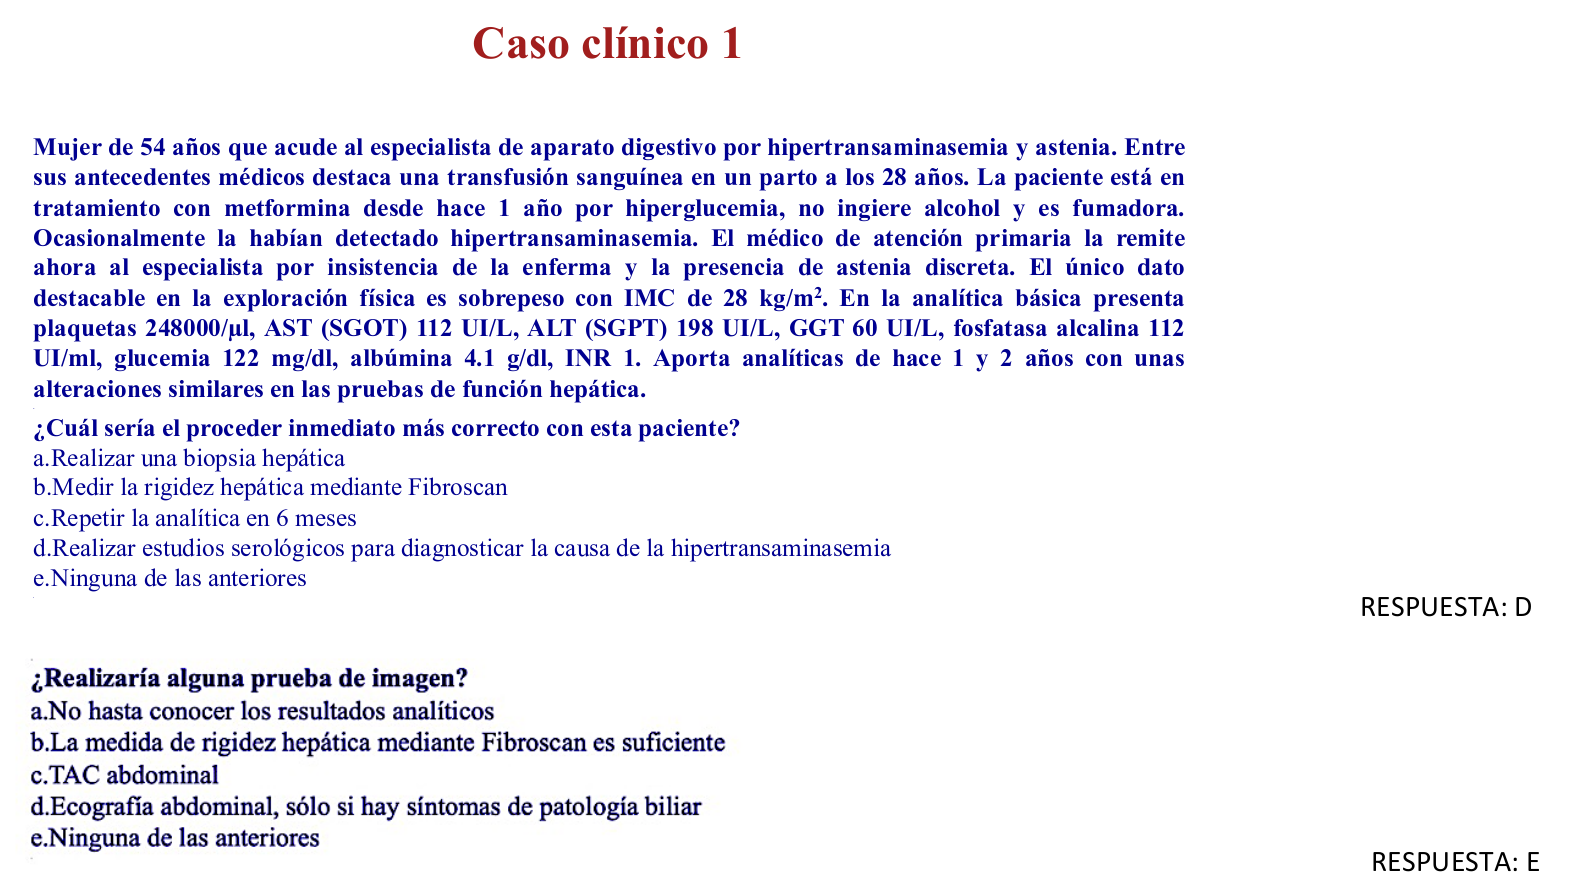 Caso clínico 1
Mujer de 54 años que acude al especialista de aparato digestivo por hipertransaminasemia y astenia. Entre
sus antecedentes médicos destaca una transfusión sanguínea en un parto a los 28 años. La paciente está en
tratamiento con metformina desde hace 1 año por hiperglucemia, no ingiere alcohol y es fumadora.
Ocasionalmente la habían detectado hipertransaminasemia. El médico de atención primaria la remite
ahora al especialista por insistencia de la enferma y la presencia de astenia discreta. El único dato
destacable en la exploración física es sobrepeso con IMC de 28 kg/m². En la analítica básica presenta
plaquetas 248000/µl, AST (SGOT) 112 UI/L, ALT (SGPT) 198 UI/L, GGT 60 UI/L, fosfatasa alcalina 112
UI/ml, glucemia 122 mg/dl, albúmina 4.1 g/dl, INR 1. Aporta analíticas de hace 1 y 2 años con unas
alteraciones similares en las pruebas de función hepática.
¿Cuál sería el proceder inmediato más correcto con esta paciente?
a.Realizar una biopsia hepática
b.Medir la rigidez hepática mediante Fibroscan
c.Repetir la analítica en 6 meses
d.Realizar estudios serológicos para diagnosticar la causa de la hipertransaminasemia
e.Ninguna de las anteriores
RESPUESTA: D
¿Realizaría alguna prueba de imagen?
a.No hasta conocer los resultados analíticos
b.La medida de rigidez hepática mediante Fibroscan es suficiente
c.TAC abdominal
d.Ecografía abdominal, sólo si hay síntomas de patología biliar
e.Ninguna de las anteriores
RESPUESTA: E